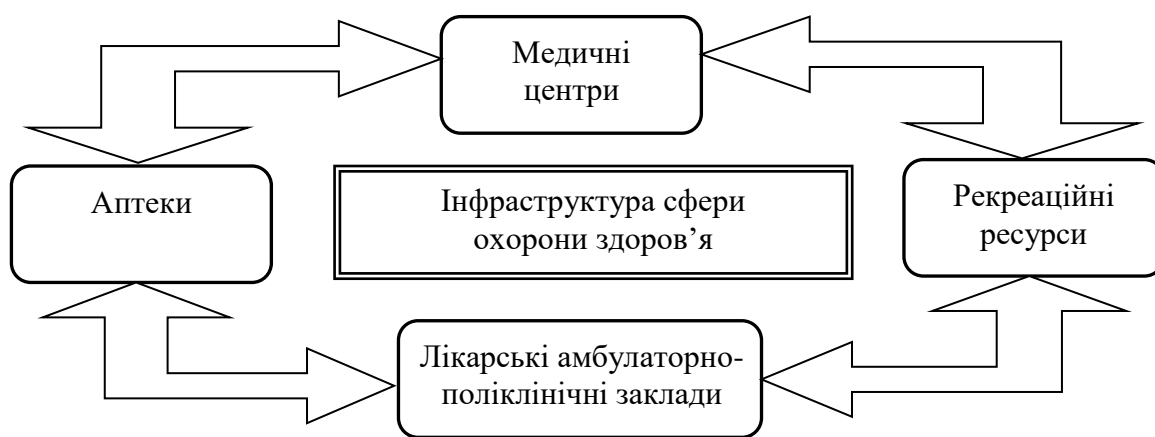 Медичні
центри
Аптеки
Інфраструктура сфери
охорони здоров’я
Рекреаційні
ресурси
Лікарські амбулаторно-
поліклінічні заклади